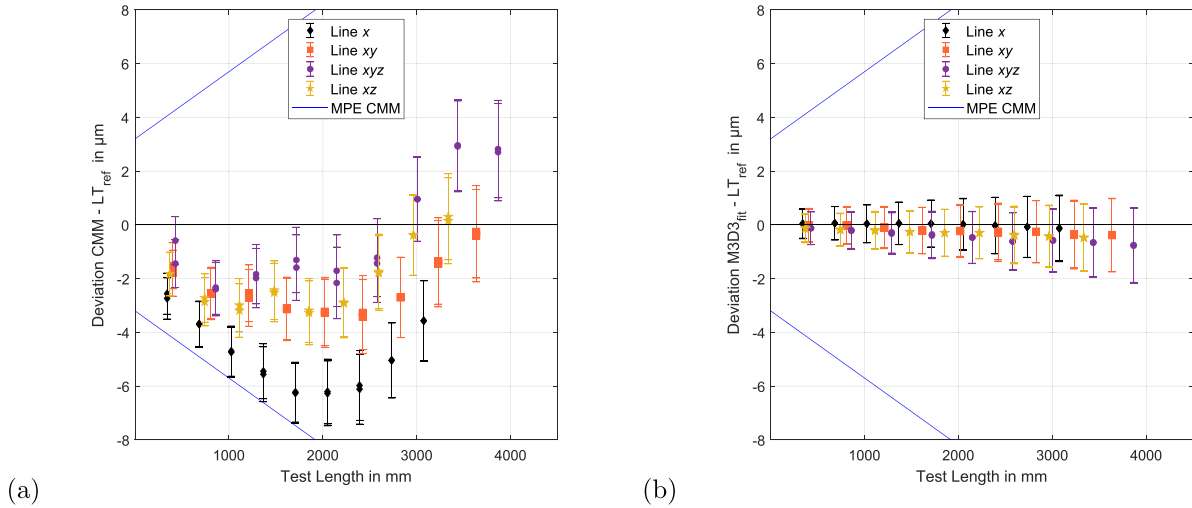 8
6
4
2
0
-2
-4
-6
-8
Deviation CMM - LT_ref in µm
Line x
Line xy
Line xyz
Line xz
MPE CMM
1000 2000 3000 4000
Test Length in mm
(a)
8
6
4
2
0
-2
-4
-6
-8
Deviation M3D3_fit - LT_ref in µm
Line x
Line xy
Line xyz
Line xz
MPE CMM
1000 2000 3000 4000
Test Length in mm
(b)